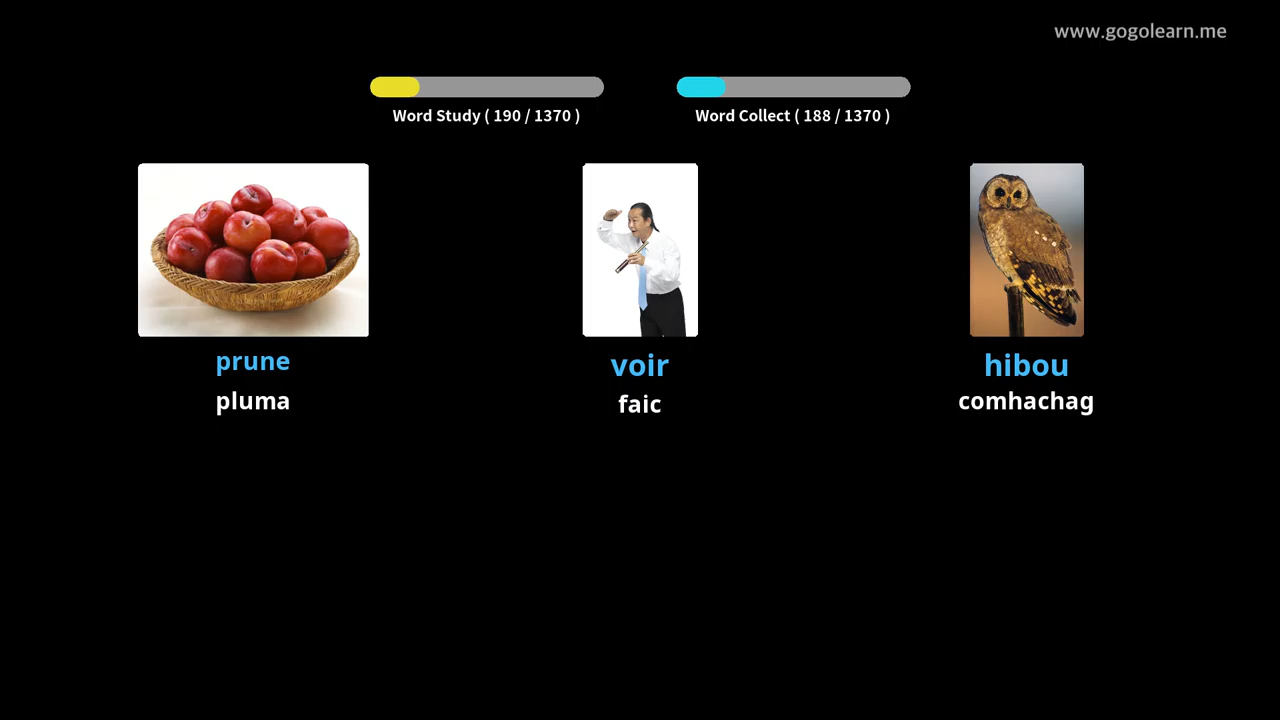 www.gogolearn.me
Word Study ( 190 / 1370 )
Word Collect ( 188 / 1370 )
prune
pluma
voir
faic
hibou
comhachag